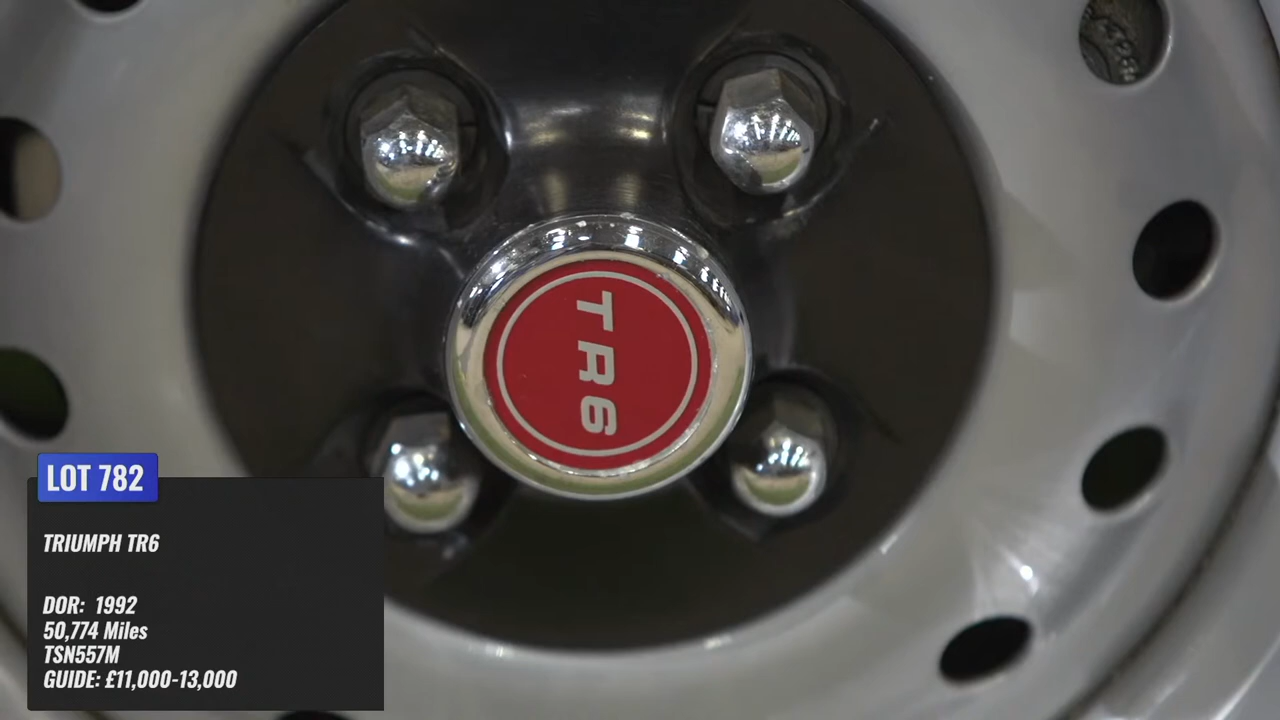 TR6
LOT 782
TRIUMPH TR6
DOR: 1992
50,774 Miles
TSN557M
GUIDE: £11,000-13,000